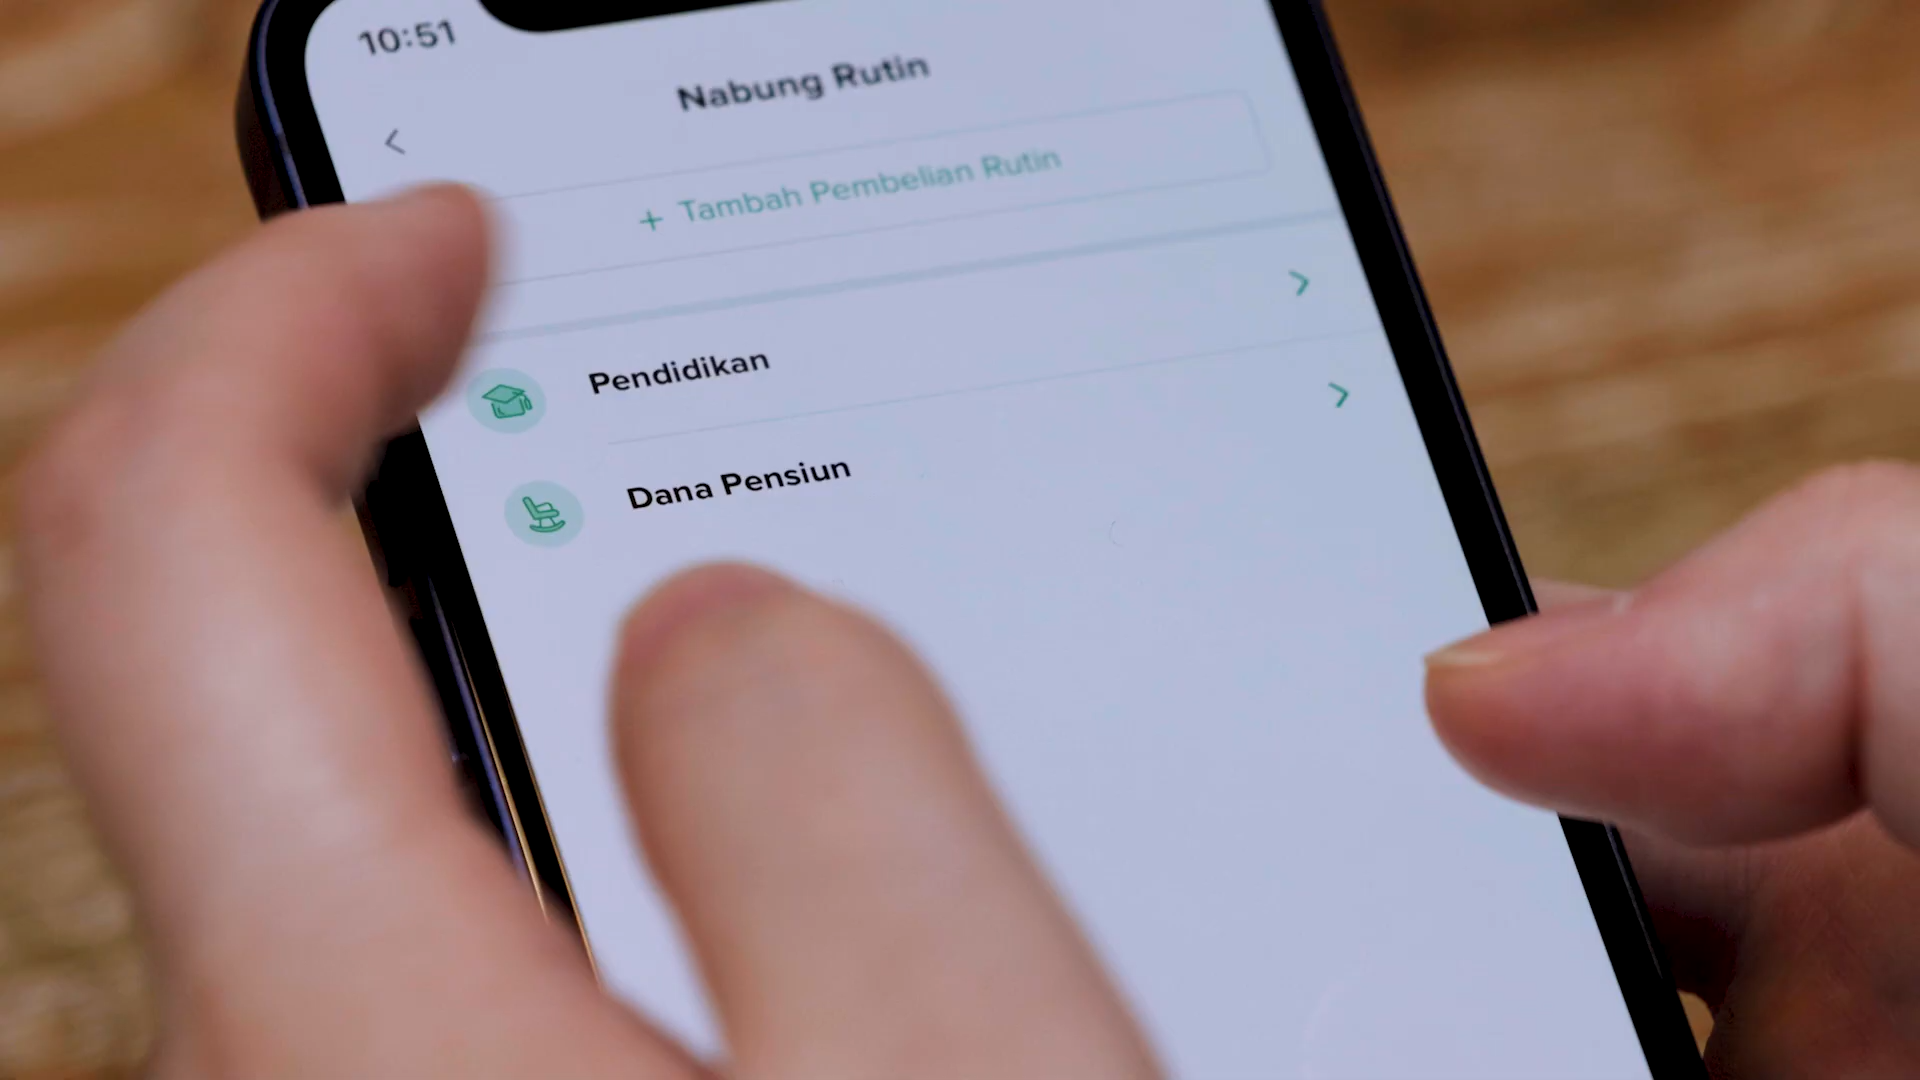 10:51
Nabung Rutin
+ Tambah Pembelian Rutin
Pendidikan
Dana Pensiun